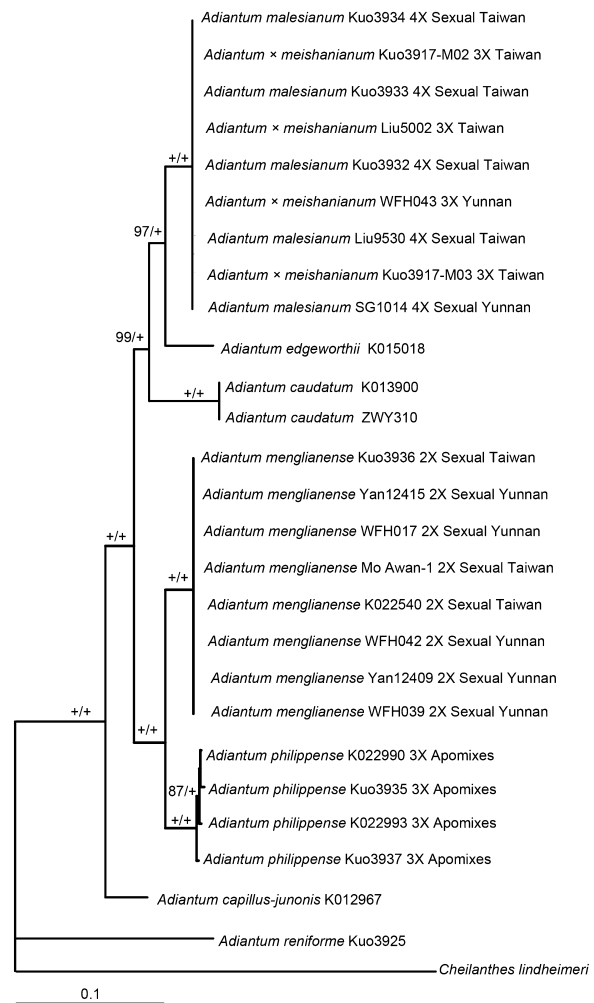 Adiantum malesianum Kuo3934 4X Sexual Taiwan
Adiantum × meishanianum Kuo3917-M02 3X Taiwan
Adiantum malesianum Kuo3933 4X Sexual Taiwan
Adiantum × meishanianum Liu5002 3X Taiwan
+/+
Adiantum malesianum Kuo3932 4X Sexual Taiwan
Adiantum × meishanianum WFH043 3X Yunnan
97/+
Adiantum malesianum Liu9530 4X Sexual Taiwan
Adiantum × meishanianum Kuo3917-M03 3X Taiwan
Adiantum malesianum SG1014 4X Sexual Yunnan
99/+
Adiantum edgeworthii K015018
+/+
Adiantum caudatum K013900
Adiantum caudatum ZWY310
Adiantum menglianense Kuo3936 2X Sexual Taiwan
Adiantum menglianense Yan12415 2X Sexual Yunnan
+/+
Adiantum menglianense WFH017 2X Sexual Yunnan
Adiantum menglianense Mo Awan-1 2X Sexual Taiwan
+/+
Adiantum menglianense K022540 2X Sexual Taiwan
Adiantum menglianense WFH042 2X Sexual Yunnan
Adiantum menglianense Yan12409 2X Sexual Yunnan
+/+
Adiantum menglianense WFH039 2X Sexual Yunnan
+/+
Adiantum philippense K022990 3X Apomixes
87/+
Adiantum philippense Kuo3935 3X Apomixes
+/+
Adiantum philippense K022993 3X Apomixes
Adiantum philippense Kuo3937 3X Apomixes
Adiantum capillus-junonis K012967
Adiantum reniforme Kuo3925
Cheilanthes lindheimeri
0.1